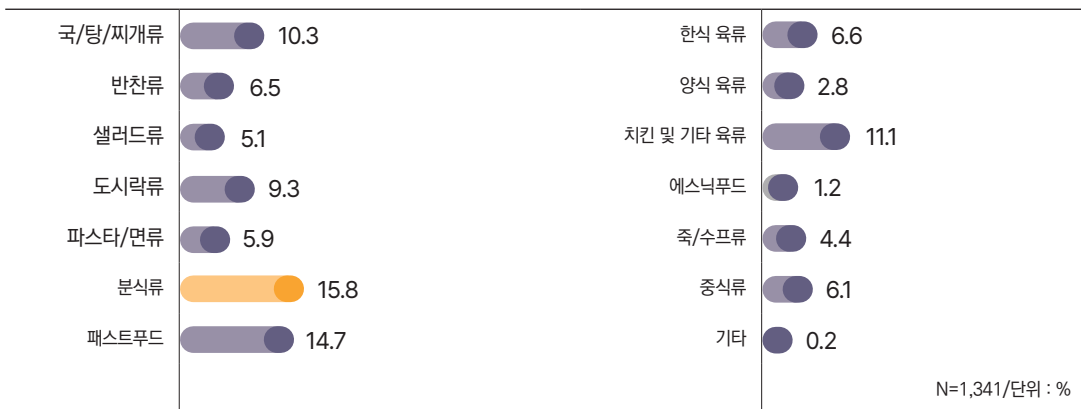 국/탕/찌개류 10.3
반찬류 6.5
샐러드류 5.1
도시락류 9.3
파스타/면류 5.9
분식류 15.8
패스트푸드 14.7
한식 육류 6.6
양식 육류 2.8
치킨 및 기타 육류 11.1
에스닉푸드 1.2
죽/수프류 4.4
중식류 6.1
기타 0.2
N=1,341/단위 : %